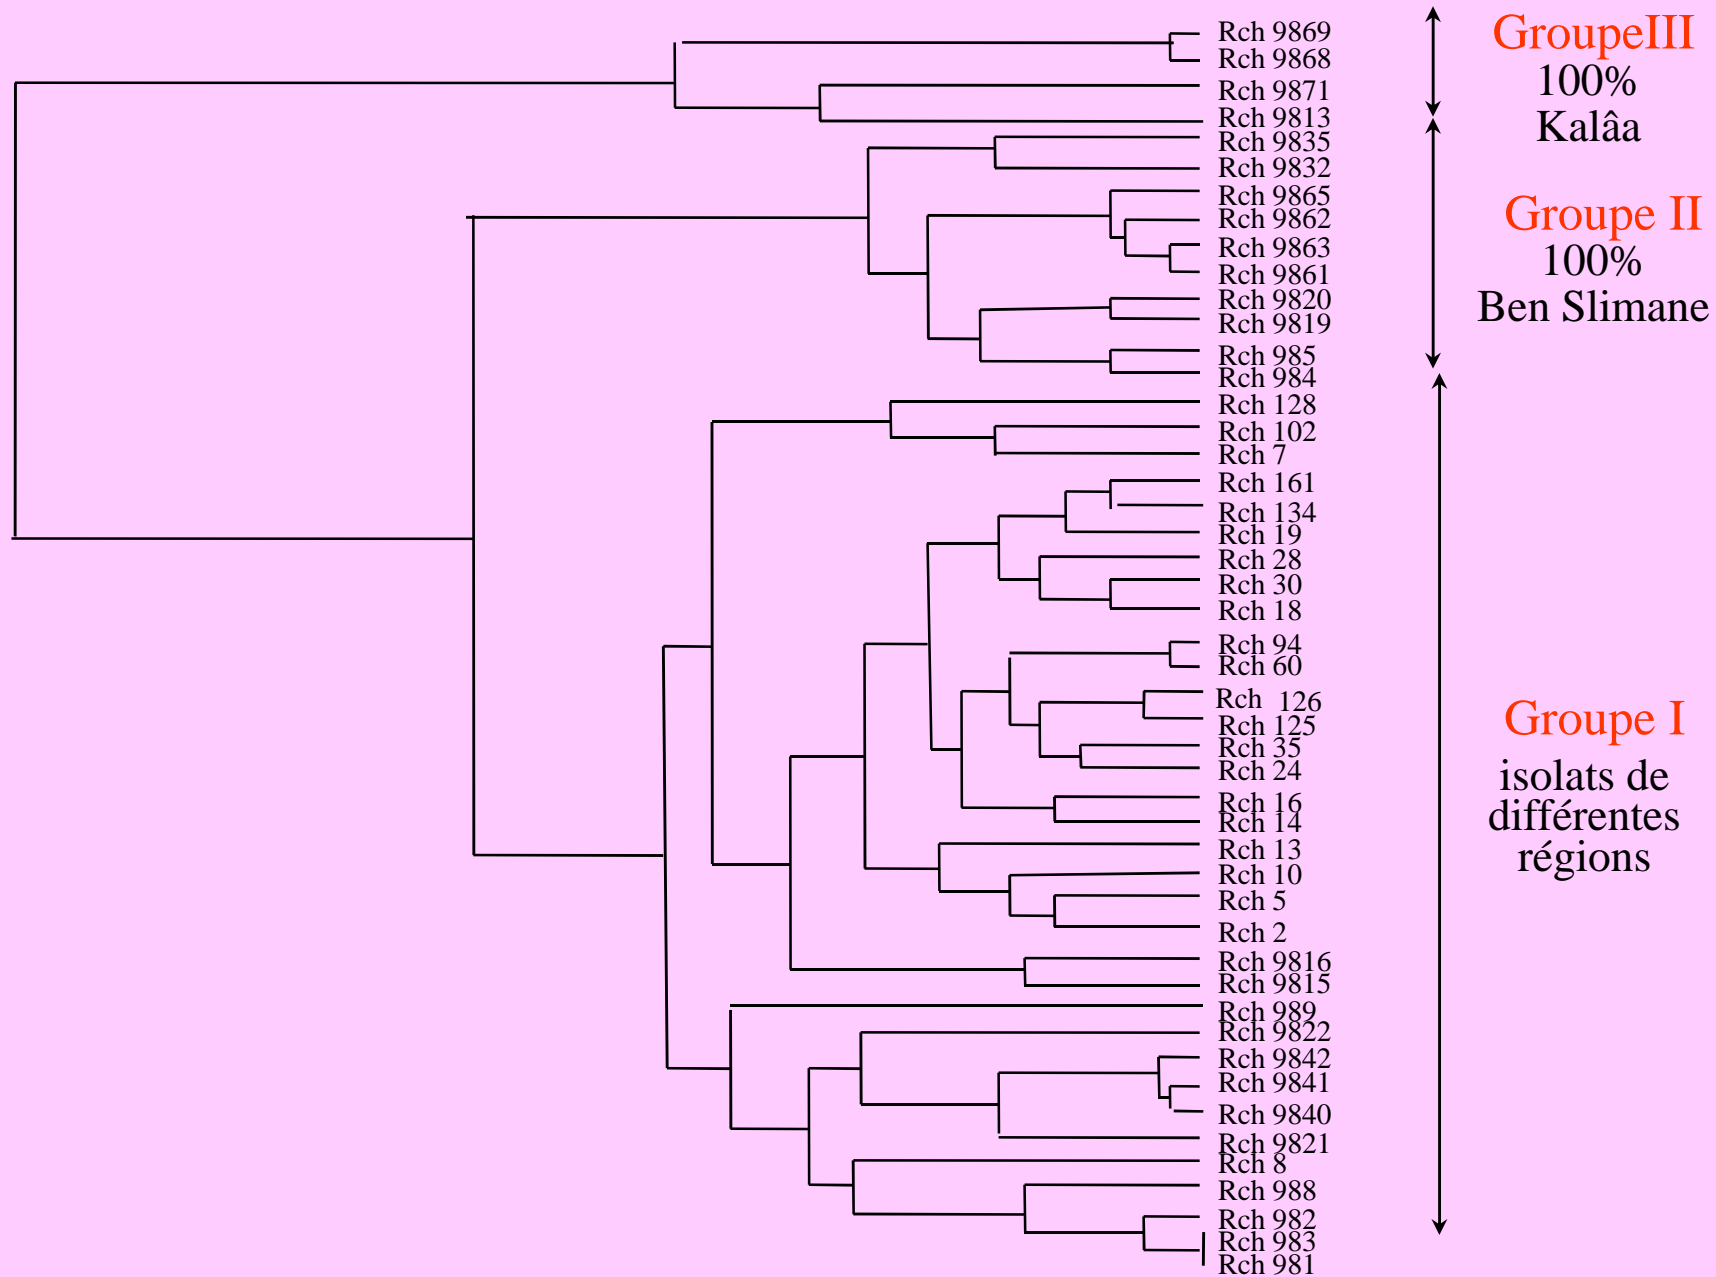 Rch 9869
Rch 9868
Rch 9871
Rch 9813
Rch 9835
Rch 9832
Rch 9865
Rch 9862
Rch 9863
Rch 9861
Rch 9820
Rch 9819
Rch 985
Rch 984
Rch 128
Rch 102
Rch 7
Rch 161
Rch 134
Rch 19
Rch 28
Rch 30
Rch 18
Rch 94
Rch 60
Rch 126
Rch 125
Rch 35
Rch 24
Rch 16
Rch 14
Rch 13
Rch 10
Rch 5
Rch 2
Rch 9816
Rch 9815
Rch 989
Rch 9822
Rch 9842
Rch 9841
Rch 9840
Rch 9821
Rch 8
Rch 988
Rch 982
Rch 983
Rch 981
GroupeIII
100%
Kalâa
Groupe II
100%
Ben Slimane
Groupe I
isolats de
différentes
régions